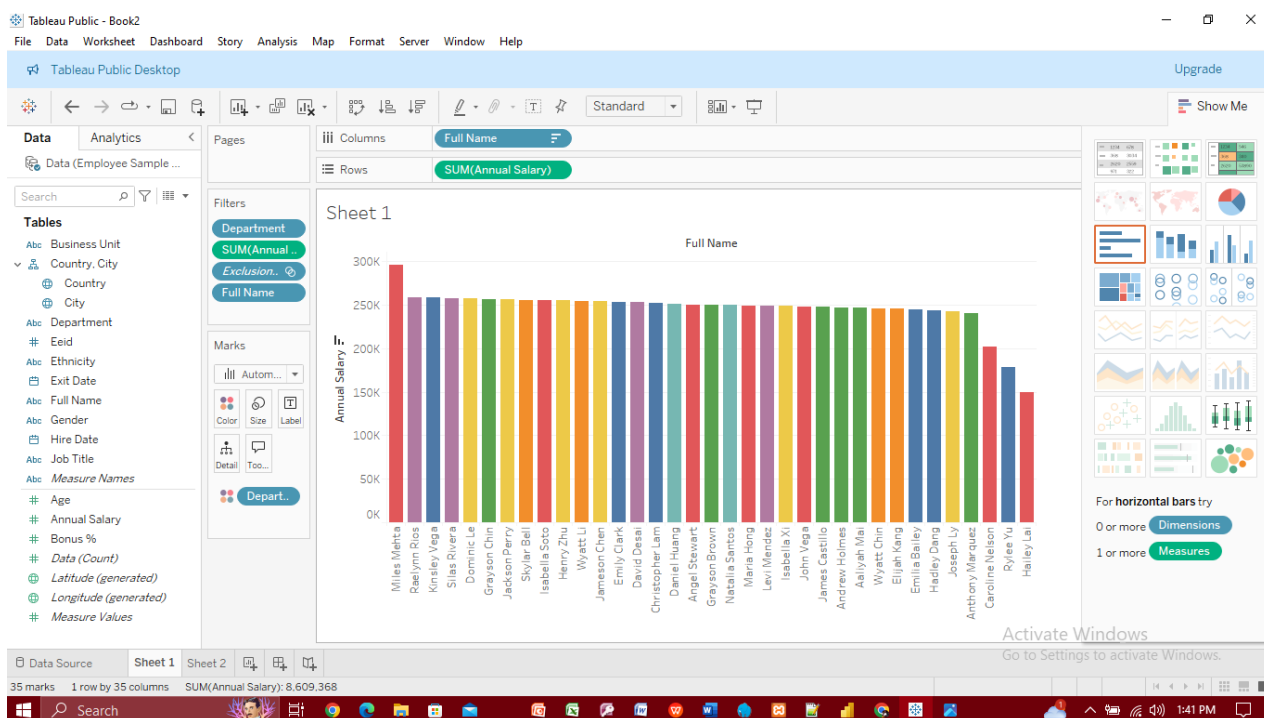 Tableau Public - Book2
File Data Worksheet Dashboard Story Analysis Map Format Server Window Help
Tableau Public Desktop Upgrade
Standard Show Me
Data Analytics
Data (Employee Sample ...
Search
Tables
Abc Business Unit
Country, City
Country
City
Abc Department
# Eeid
Abc Ethnicity
Exit Date
Abc Full Name
Abc Gender
Hire Date
Abc Job Title
Abc Measure Names
# Age
# Annual Salary
# Bonus %
# Data (Count)
Latitude (generated)
Longitude (generated)
# Measure Values
Pages
Filters
Department
SUM(Annual ..
Exclusion..
Full Name
Marks
Autom...
Color Size Label
Detail Too...
Depart..
Columns Full Name
Rows SUM(Annual Salary)
Sheet 1
Full Name
Annual Salary
300K
250K
200K
150K
100K
50K
0K
Miles Mehta
Raelynn Rios
Kinsley Vega
Silas Rivera
Dominic Le
Grayson Chin
Jackson Perry
Skylar Bell
Isabella Soto
Henry Zhu
Wyatt Li
Jameson Chen
Emily Clark
David Desai
Christopher Lam
Daniel Huang
Angel Stewart
Grayson Brown
Natalia Santos
Maria Hong
Levi Mendez
Isabella Xi
John Vega
James Castillo
Andrew Holmes
Aaliyah Mai
Wyatt Chin
Elijah Kang
Emilia Bailey
Hadley Dang
Joseph Ly
Anthony Marquez
Caroline Nelson
Rylee Yu
Hailey Lai
For horizontal bars try
0 or more Dimensions
1 or more Measures
Activate Windows
Go to Settings to activate Windows.
Data Source Sheet 1 Sheet 2
35 marks 1 row by 35 columns SUM(Annual Salary): 8,609,368
Search
1:41 PM